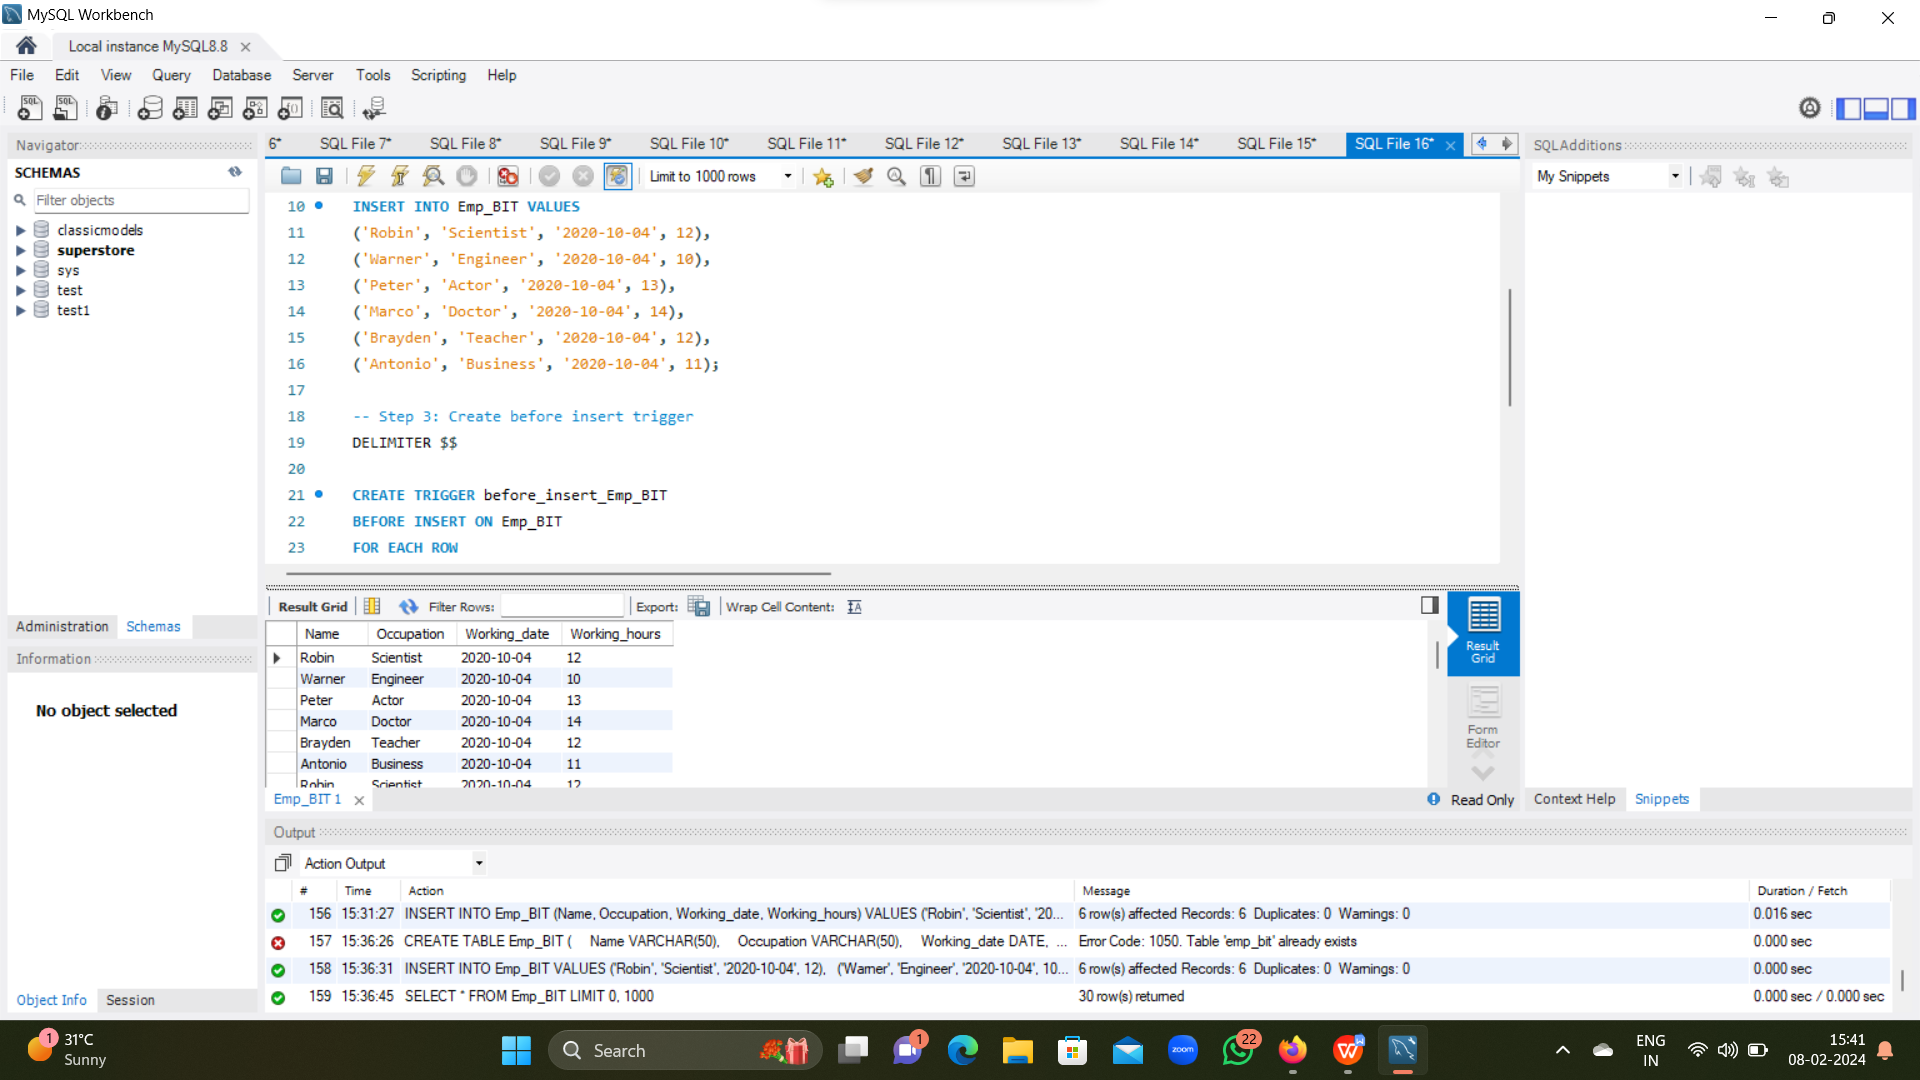 MySQL Workbench
Local instance MySQL8.8
File Edit View Query Database Server Tools Scripting Help
Navigator
SCHEMAS
Filter objects
classicmodels
superstore
sys
test
test1
Administration Schemas
Information
No object selected
Object Info Session
6* SQL File 7* SQL File 8* SQL File 9* SQL File 10* SQL File 11* SQL File 12* SQL File 13* SQL File 14* SQL File 15* SQL File 16*
Limit to 1000 rows
10 INSERT INTO Emp_BIT VALUES
11 ('Robin', 'Scientist', '2020-10-04', 12),
12 ('Warner', 'Engineer', '2020-10-04', 10),
13 ('Peter', 'Actor', '2020-10-04', 13),
14 ('Marco', 'Doctor', '2020-10-04', 14),
15 ('Brayden', 'Teacher', '2020-10-04', 12),
16 ('Antonio', 'Business', '2020-10-04', 11);
17
18 -- Step 3: Create before insert trigger
19 DELIMITER $$
20
21 CREATE TRIGGER before_insert_Emp_BIT
22 BEFORE INSERT ON Emp_BIT
23 FOR EACH ROW
Result Grid Filter Rows: Export: Wrap Cell Content:
Name Occupation Working_date Working_hours
Robin Scientist 2020-10-04 12
Warner Engineer 2020-10-04 10
Peter Actor 2020-10-04 13
Marco Doctor 2020-10-04 14
Brayden Teacher 2020-10-04 12
Antonio Business 2020-10-04 11
Robin Scientist 2020-10-04 12
Result
Grid
Form
Editor
Emp_BIT 1
Read Only
SQLAdditions
My Snippets
Context Help Snippets
Output
Action Output
# Time Action Message Duration / Fetch
156 15:31:27 INSERT INTO Emp_BIT (Name, Occupation, Working_date, Working_hours) VALUES ('Robin', 'Scientist', '20... 6 row(s) affected Records: 6 Duplicates: 0 Warnings: 0 0.016 sec
157 15:36:26 CREATE TABLE Emp_BIT ( Name VARCHAR(50), Occupation VARCHAR(50), Working_date DATE, ... Error Code: 1050. Table 'emp_bit' already exists 0.000 sec
158 15:36:31 INSERT INTO Emp_BIT VALUES ('Robin', 'Scientist', '2020-10-04', 12), ('Warner', 'Engineer', '2020-10-04', 10... 6 row(s) affected Records: 6 Duplicates: 0 Warnings: 0 0.000 sec
159 15:36:45 SELECT * FROM Emp_BIT LIMIT 0, 1000 30 row(s) returned 0.000 sec / 0.000 sec
1
31°C
Sunny
Search
1
zoom
22
W
ENG
IN
15:41
08-02-2024